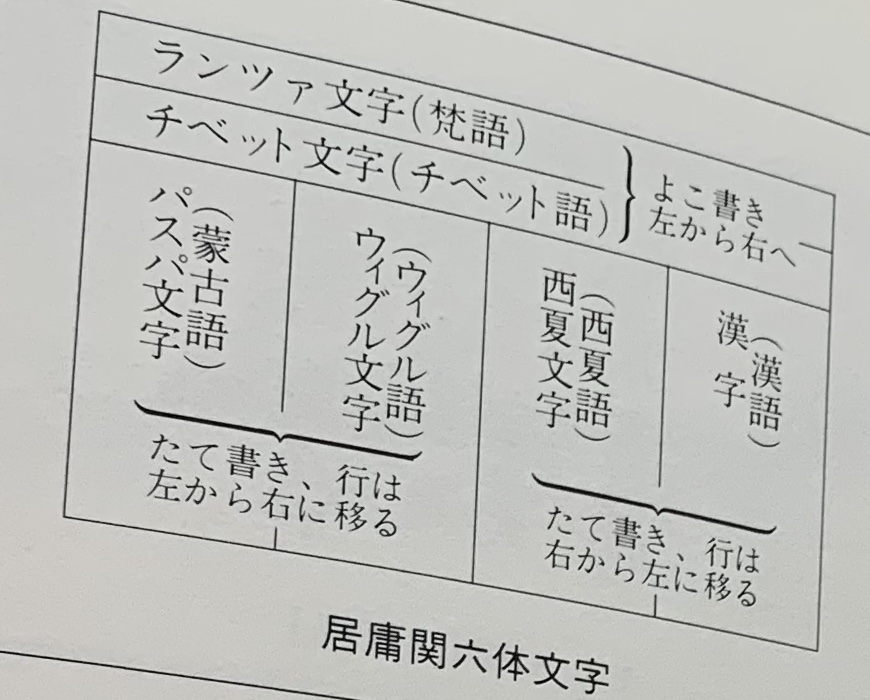 ランツァ文字(梵語)
チベット文字(チベット語)
よこ書き
左から右へ
パスパ文字
(蒙古語)
ウィグル文字
(ウィグル語)
たて書き、行は
左から右に移る
西夏文字
(西夏語)
漢字
(漢語)
たて書き、行は
右から左に移る
居庸関六体文字